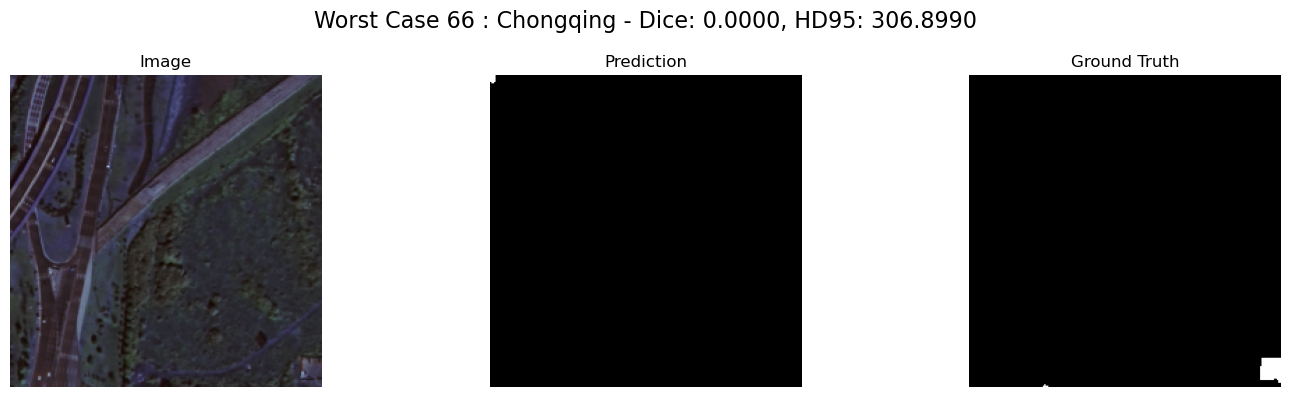 Worst Case 66 : Chongqing - Dice: 0.0000, HD95: 306.8990
Image
Prediction
Ground Truth